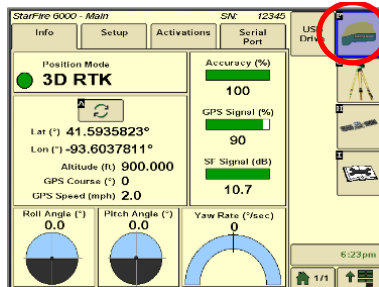 StarFire 6000 - Main SN: 12345
Info Setup Activations Serial Port
USB Drive
Position Mode
3D RTK
Accuracy (%)
100
GPS Signal (%)
90
SF Signal (dB)
10.7
A
Lat (°) 41.5935823°
Lon (°) -93.6037811°
Altitude (ft) 900.000
GPS Course (°) 0
GPS Speed (mph) 2.0
Roll Angle (°)
0.0
Pitch Angle (°)
0.0
Yaw Rate (°/sec)
0
6:23pm
1/1